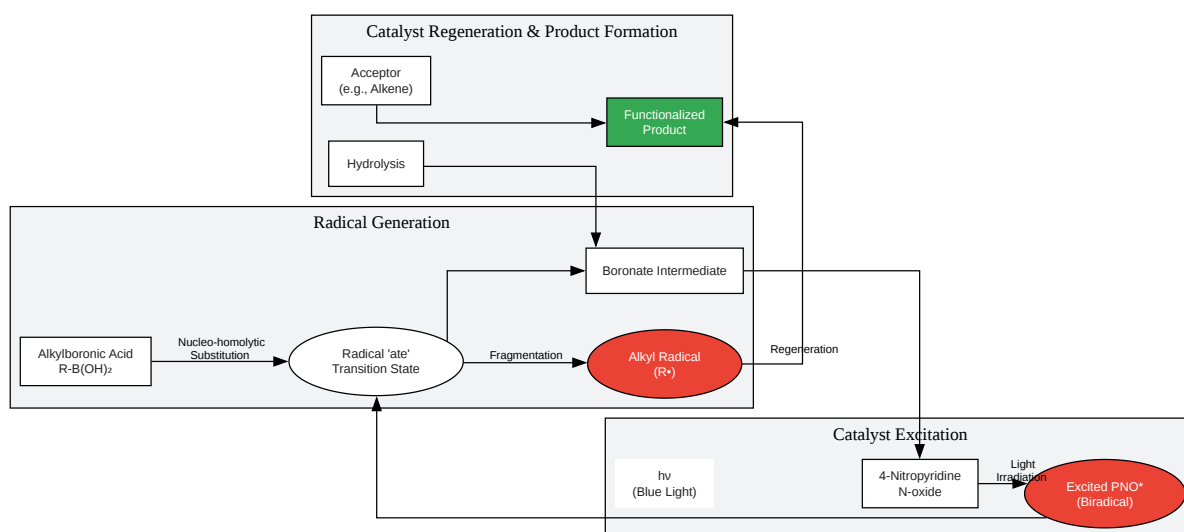 Catalyst Regeneration & Product Formation
Acceptor
(e.g., Alkene)
Functionalized
Product
Hydrolysis
Radical Generation
Boronate Intermediate
Nucleo-homolytic
Substitution
Alkylboronic Acid
R-B(OH)₂
Radical 'ate'
Transition State
Fragmentation
Alkyl Radical
(R•)
Regeneration
Catalyst Excitation
hν
(Blue Light)
4-Nitropyridine
N-oxide
Light
Irradiation
Excited PNO*
(Biradical)